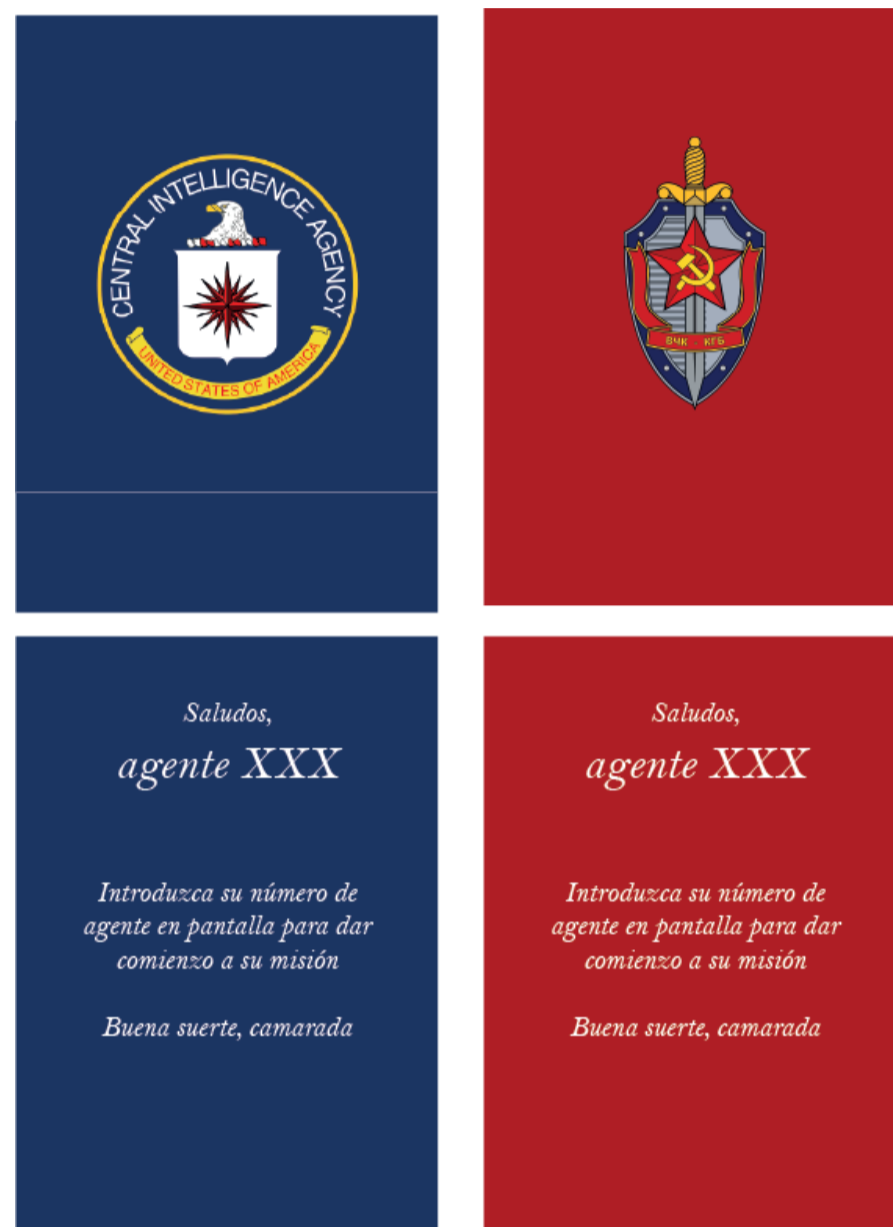 CENTRAL INTELLIGENCE AGENCY
UNITED STATES OF AMERICA
ВЧК КГБ
Saludos,
agente XXX
Introduzca su número de
agente en pantalla para dar
comienzo a su misión
Buena suerte, camarada
Saludos,
agente XXX
Introduzca su número de
agente en pantalla para dar
comienzo a su misión
Buena suerte, camarada